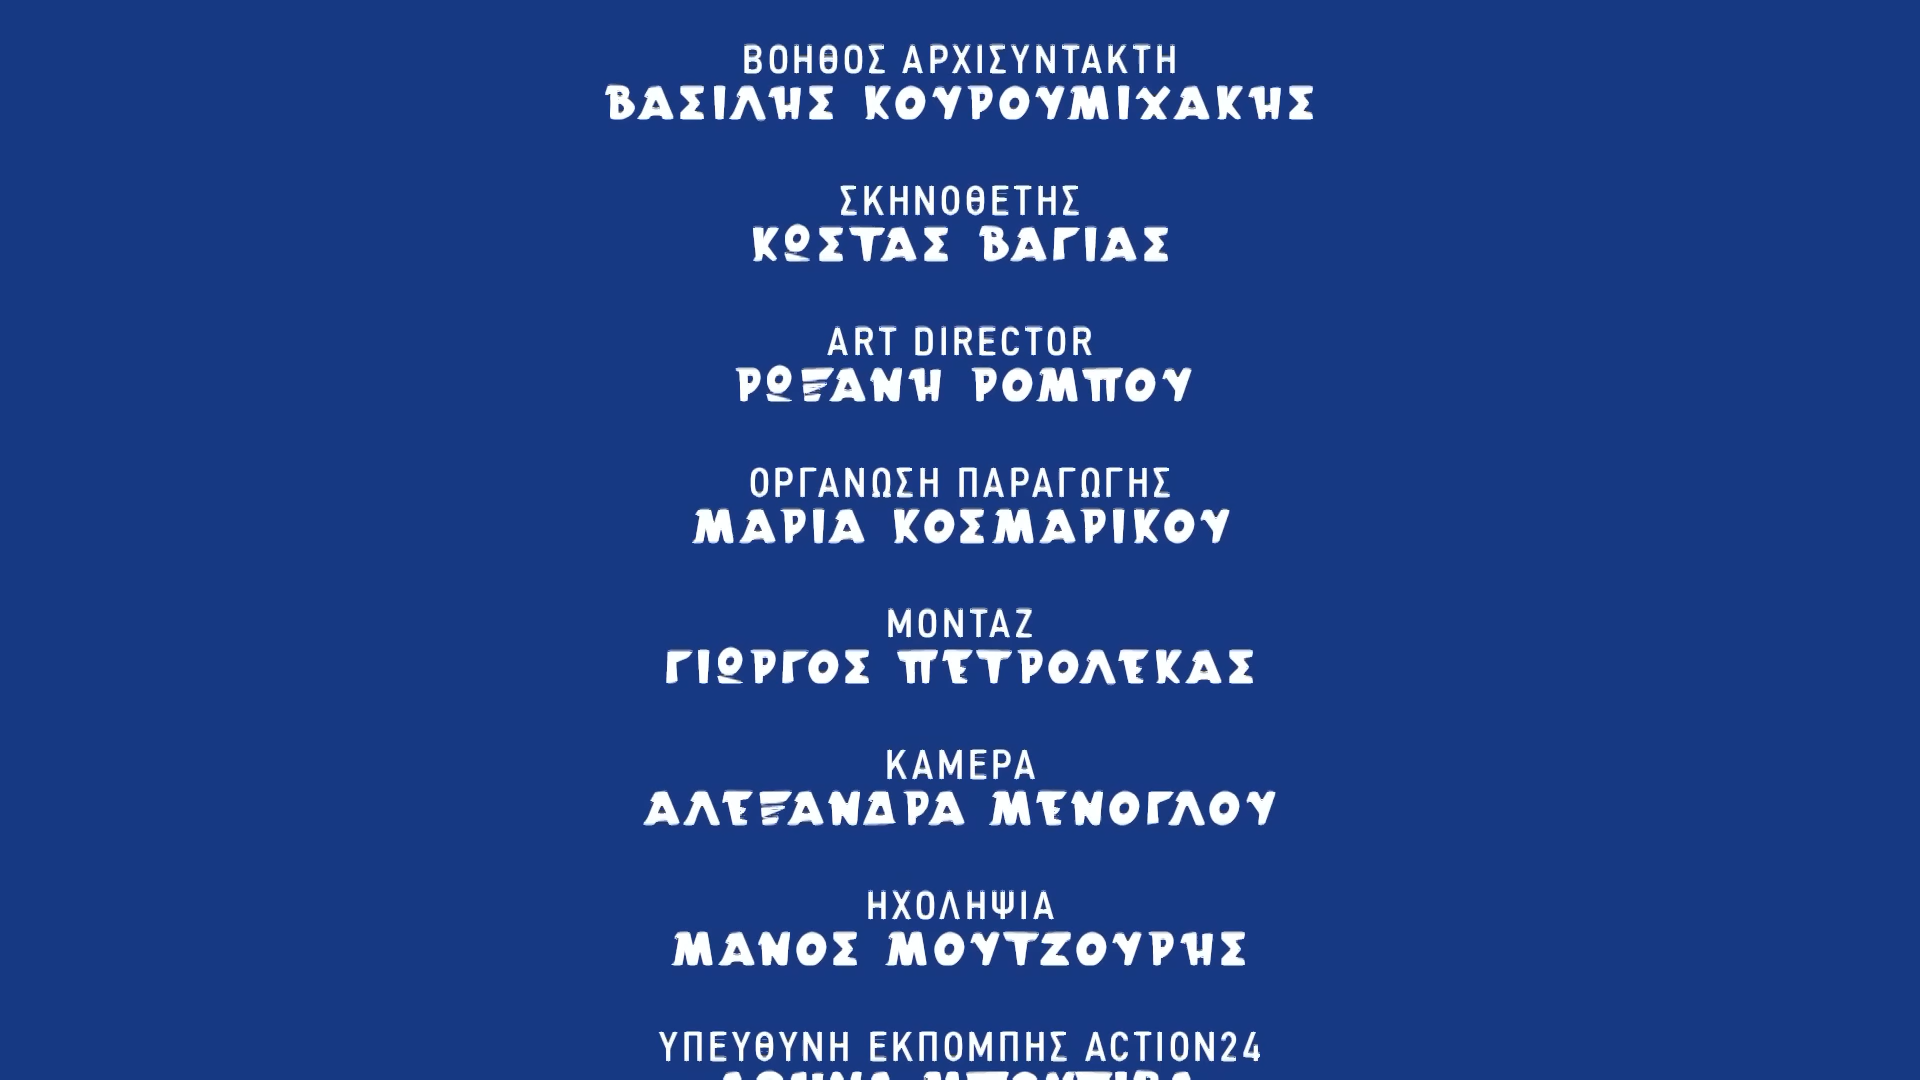 ΒΟΗΘΟΣ ΑΡΧΙΣΥΝΤΑΚΤΗ
ΒΑΣΙΛΗΣ ΚΟΥΡΟΥΜΙΧΑΚΗΣ
ΣΚΗΝΟΘΕΤΗΣ
ΚΩΣΤΑΣ ΒΑΓΙΑΣ
ART DIRECTOR
ΡΩΞΑΝΗ ΡΟΜΠΟΥ
ΟΡΓΑΝΩΣΗ ΠΑΡΑΓΩΓΗΣ
ΜΑΡΙΑ ΚΟΣΜΑΡΙΚΟΥ
ΜΟΝΤΑΖ
ΓΙΩΡΓΟΣ ΠΕΤΡΟΛΕΚΑΣ
ΚΑΜΕΡΑ
ΑΛΕΞΑΝΔΡΑ ΜΕΝΟΓΛΟΥ
ΗΧΟΛΗΨΙΑ
ΜΑΝΟΣ ΜΟΥΤΖΟΥΡΗΣ
ΥΠΕΥΘΥΝΗ ΕΚΠΟΜΠΗΣ ACTION24